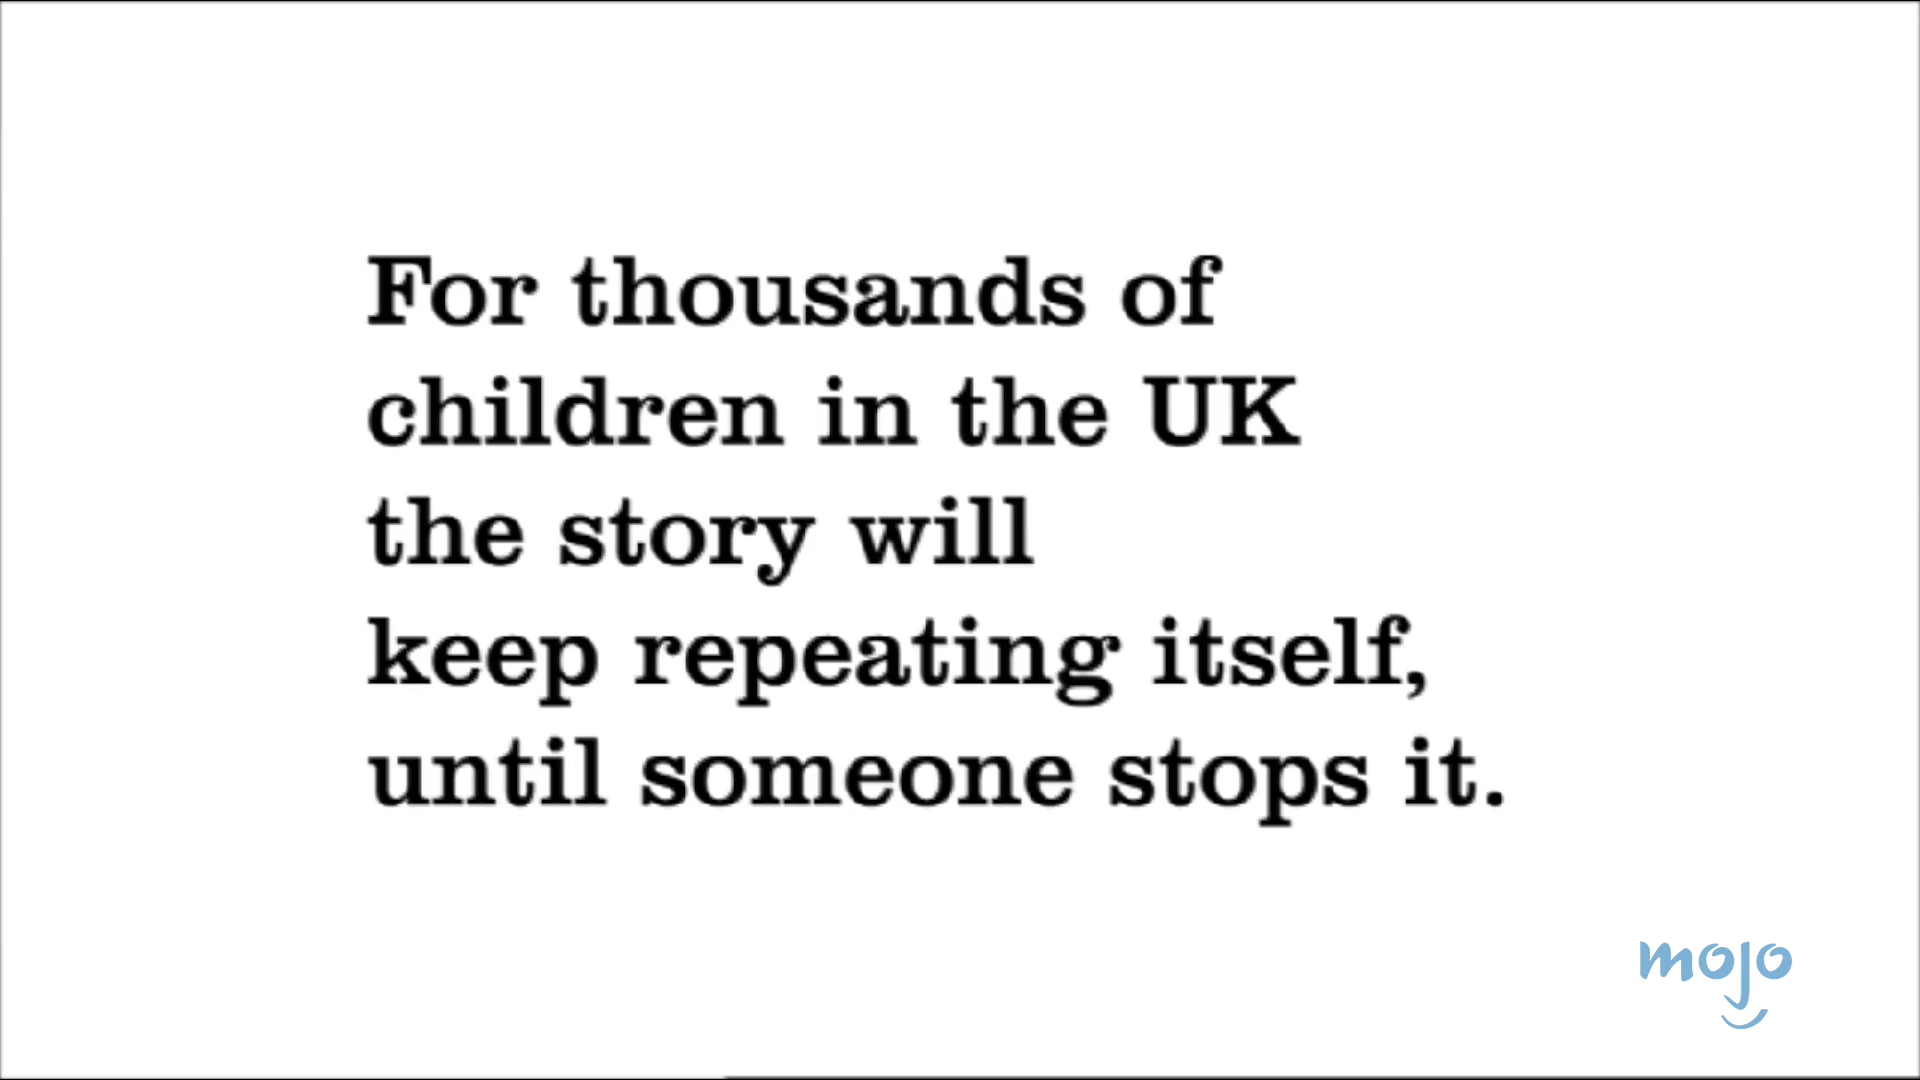 For thousands of
children in the UK
the story will
keep repeating itself,
until someone stops it.
mojo